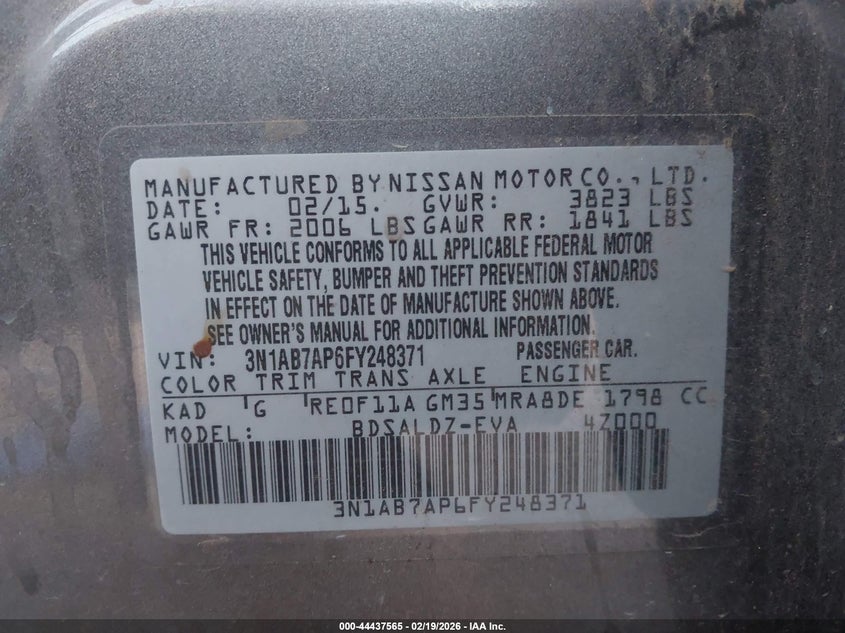 MANUFACTURED BY NISSAN MOTOR CO., LTD.
DATE: 02/15. GVWR: 3823 LBS
GAWR FR: 2006 LBS GAWR RR: 1841 LBS
THIS VEHICLE CONFORMS TO ALL APPLICABLE FEDERAL MOTOR
VEHICLE SAFETY, BUMPER AND THEFT PREVENTION STANDARDS
IN EFFECT ON THE DATE OF MANUFACTURE SHOWN ABOVE.
SEE OWNER'S MANUAL FOR ADDITIONAL INFORMATION.
VIN: 3N1AB7AP6FY248371 PASSENGER CAR.
COLOR TRIM TRANS AXLE ENGINE
KAD G RE0F11A GM35 MRA8DE 1798 CC
MODEL: BDSALDZ-EVA 4Z000
3N1AB7AP6FY248371
000-44437565 - 02/19/2026 - IAA Inc.